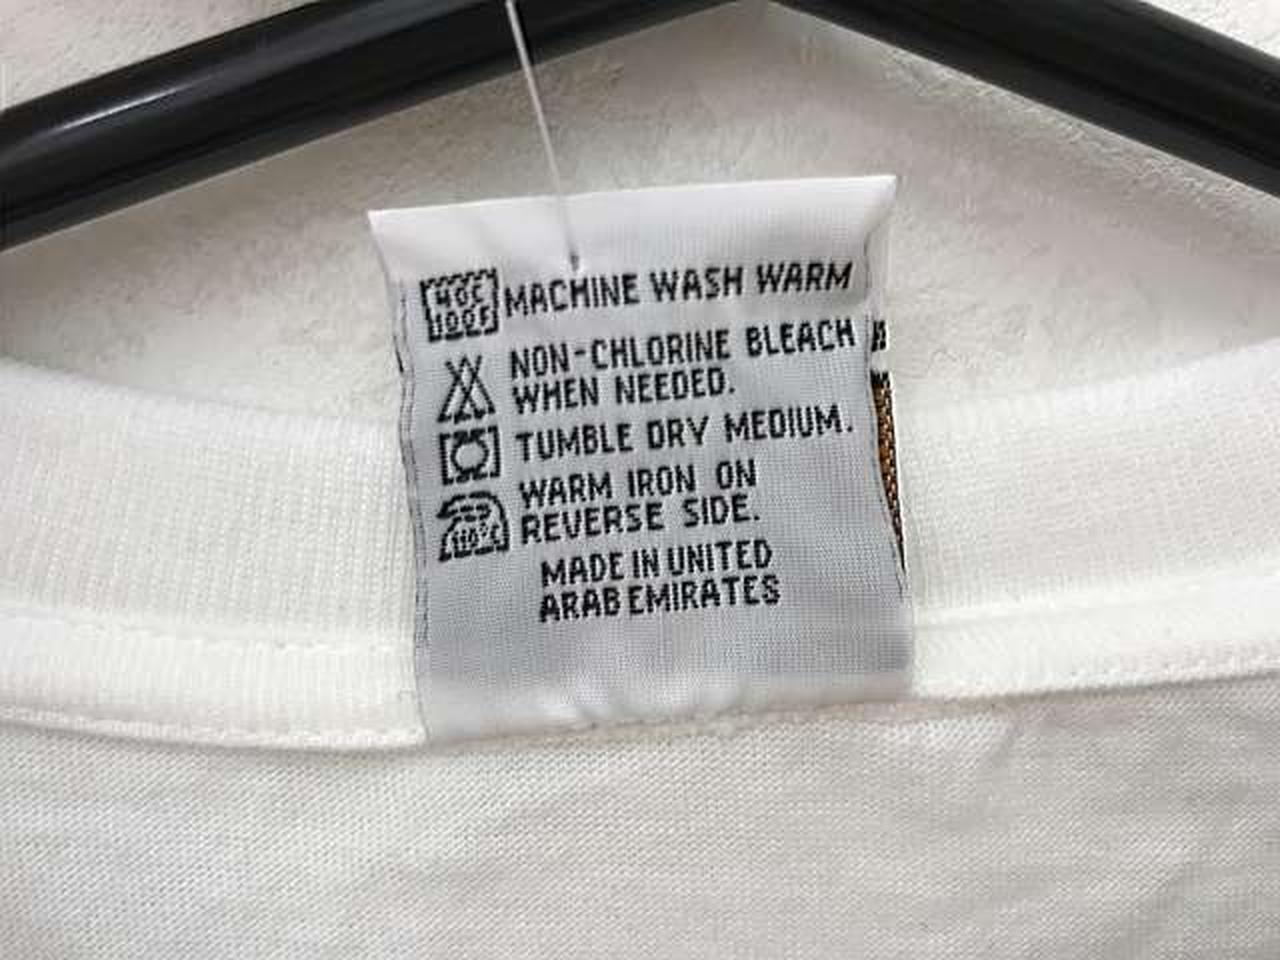 40C MACHINE WASH WARM
100F
NON-CHLORINE BLEACH
WHEN NEEDED.
TUMBLE DRY MEDIUM.
WARM IRON ON
110°C REVERSE SIDE.
MADE IN UNITED
ARAB EMIRATES